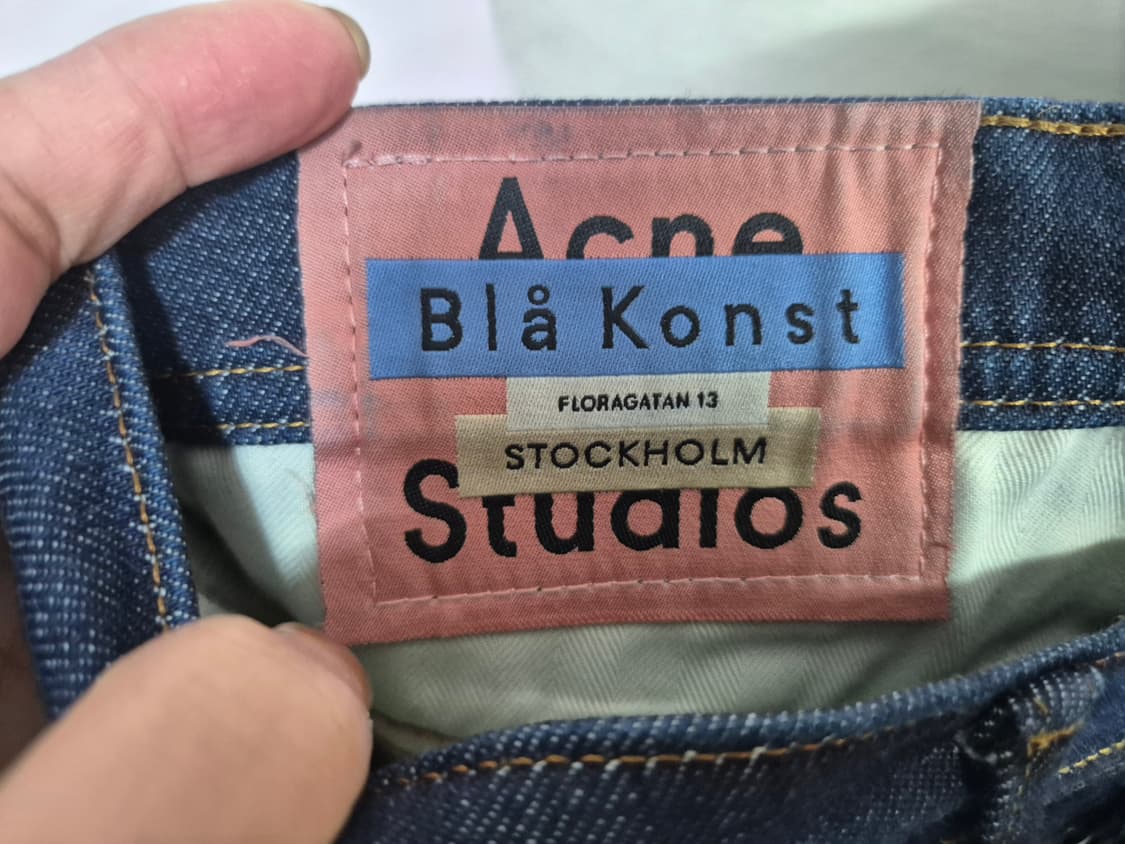 Acne
Blå Konst
FLORAGATAN 13
STOCKHOLM
Studios